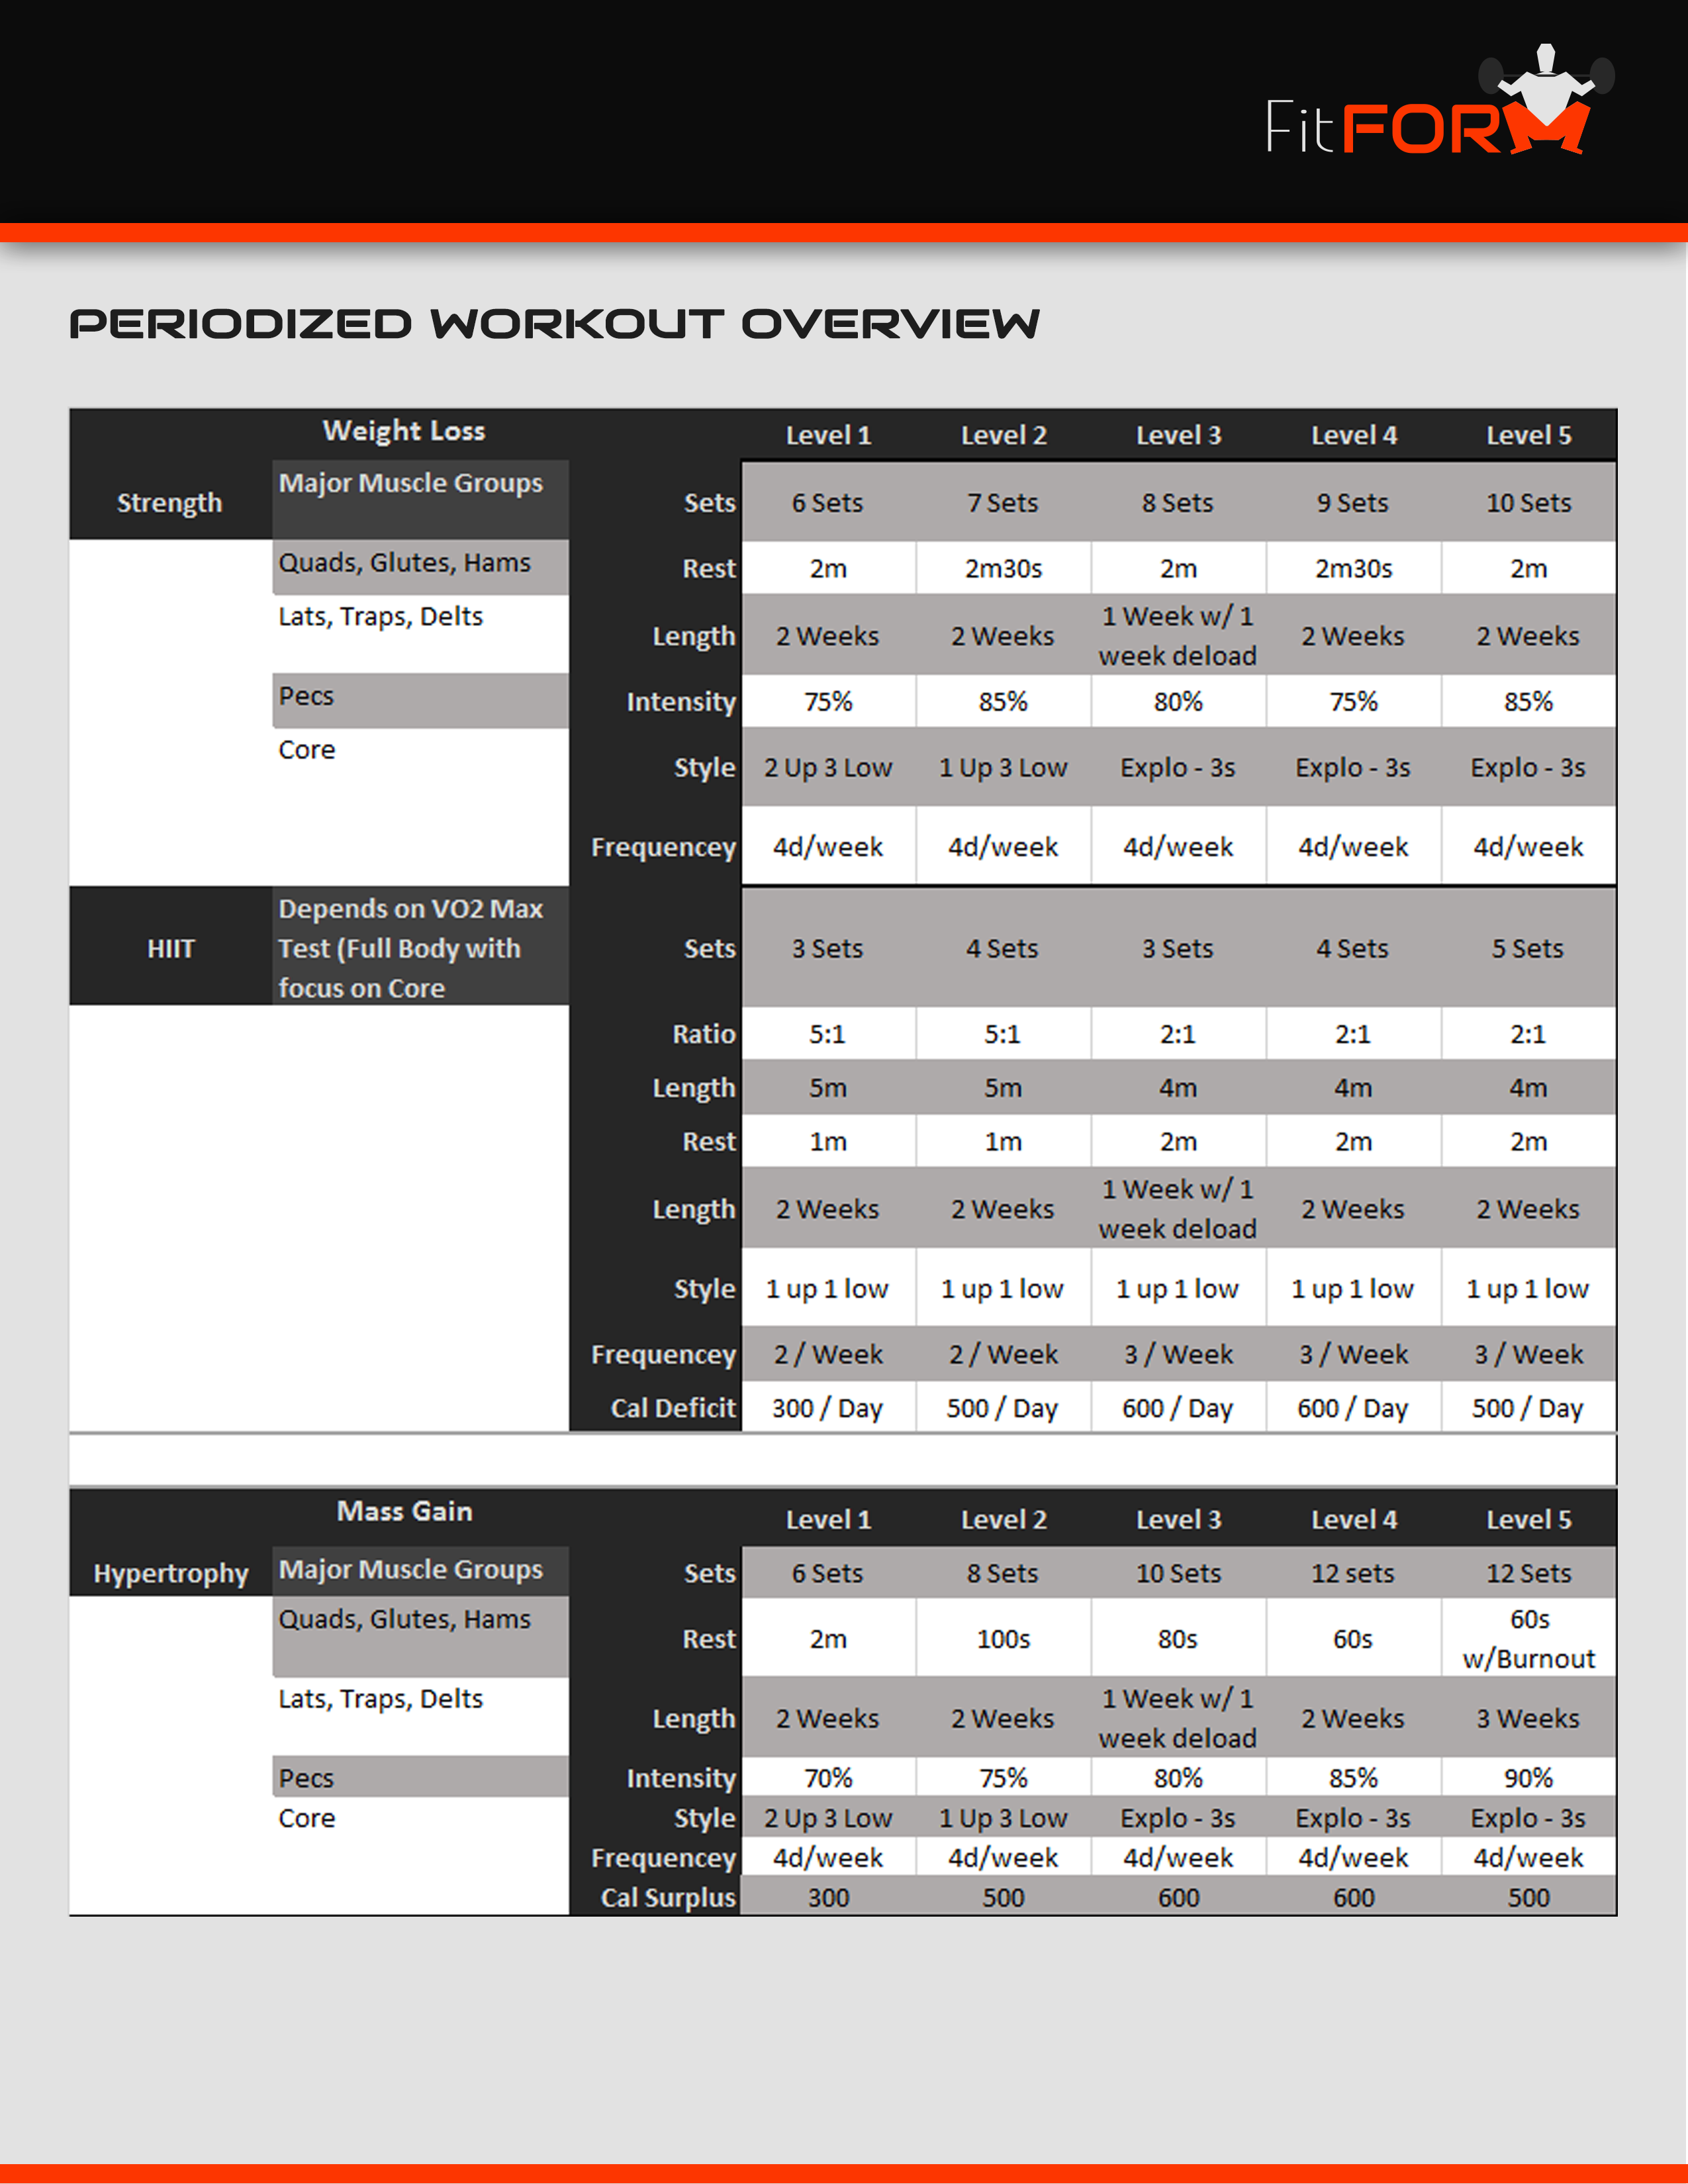 FitFORM
PERIODIZED WORKOUT OVERVIEW
Weight Loss Level 1 Level 2 Level 3 Level 4 Level 5
Strength Major Muscle Groups Sets 6 Sets 7 Sets 8 Sets 9 Sets 10 Sets
Quads, Glutes, Hams Rest 2m 2m30s 2m 2m30s 2m
Lats, Traps, Delts Length 2 Weeks 2 Weeks 1 Week w/ 1 week deload 2 Weeks 2 Weeks
Pecs Intensity 75% 85% 80% 75% 85%
Core Style 2 Up 3 Low 1 Up 3 Low Explo - 3s Explo - 3s Explo - 3s
Frequencey 4d/week 4d/week 4d/week 4d/week 4d/week
HIIT Depends on VO2 Max Test (Full Body with focus on Core Sets 3 Sets 4 Sets 3 Sets 4 Sets 5 Sets
Ratio 5:1 5:1 2:1 2:1 2:1
Length 5m 5m 4m 4m 4m
Rest 1m 1m 2m 2m 2m
Length 2 Weeks 2 Weeks 1 Week w/ 1 week deload 2 Weeks 2 Weeks
Style 1 up 1 low 1 up 1 low 1 up 1 low 1 up 1 low 1 up 1 low
Frequencey 2 / Week 2 / Week 3 / Week 3 / Week 3 / Week
Cal Deficit 300 / Day 500 / Day 600 / Day 600 / Day 500 / Day
Mass Gain Level 1 Level 2 Level 3 Level 4 Level 5
Hypertrophy Major Muscle Groups Sets 6 Sets 8 Sets 10 Sets 12 sets 12 Sets
Quads, Glutes, Hams Rest 2m 100s 80s 60s 60s w/Burnout
Lats, Traps, Delts Length 2 Weeks 2 Weeks 1 Week w/ 1 week deload 2 Weeks 3 Weeks
Pecs Intensity 70% 75% 80% 85% 90%
Core Style 2 Up 3 Low 1 Up 3 Low Explo - 3s Explo - 3s Explo - 3s
Frequencey 4d/week 4d/week 4d/week 4d/week 4d/week
Cal Surplus 300 500 600 600 500